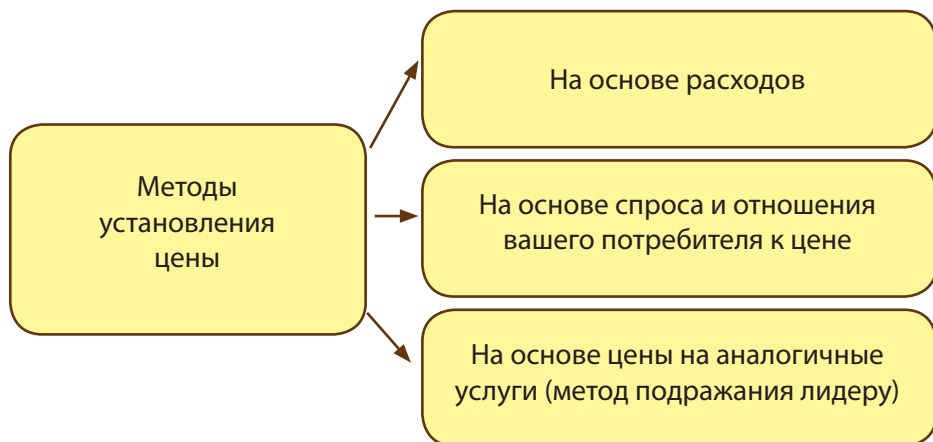 Методы
установления
цены
На основе расходов
На основе спроса и отношения
вашего потребителя к цене
На основе цены на аналогичные
услуги (метод подражания лидеру)